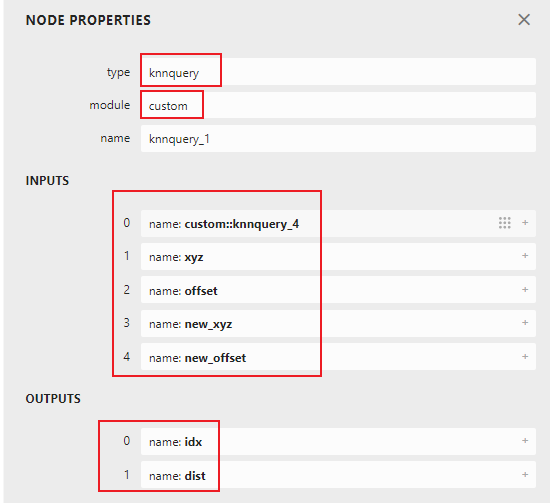 NODE PROPERTIES
type knnquery
module custom
name knnquery_1
INPUTS
0 name: custom::knnquery_4
1 name: xyz
2 name: offset
3 name: new_xyz
4 name: new_offset
OUTPUTS
0 name: idx
1 name: dist